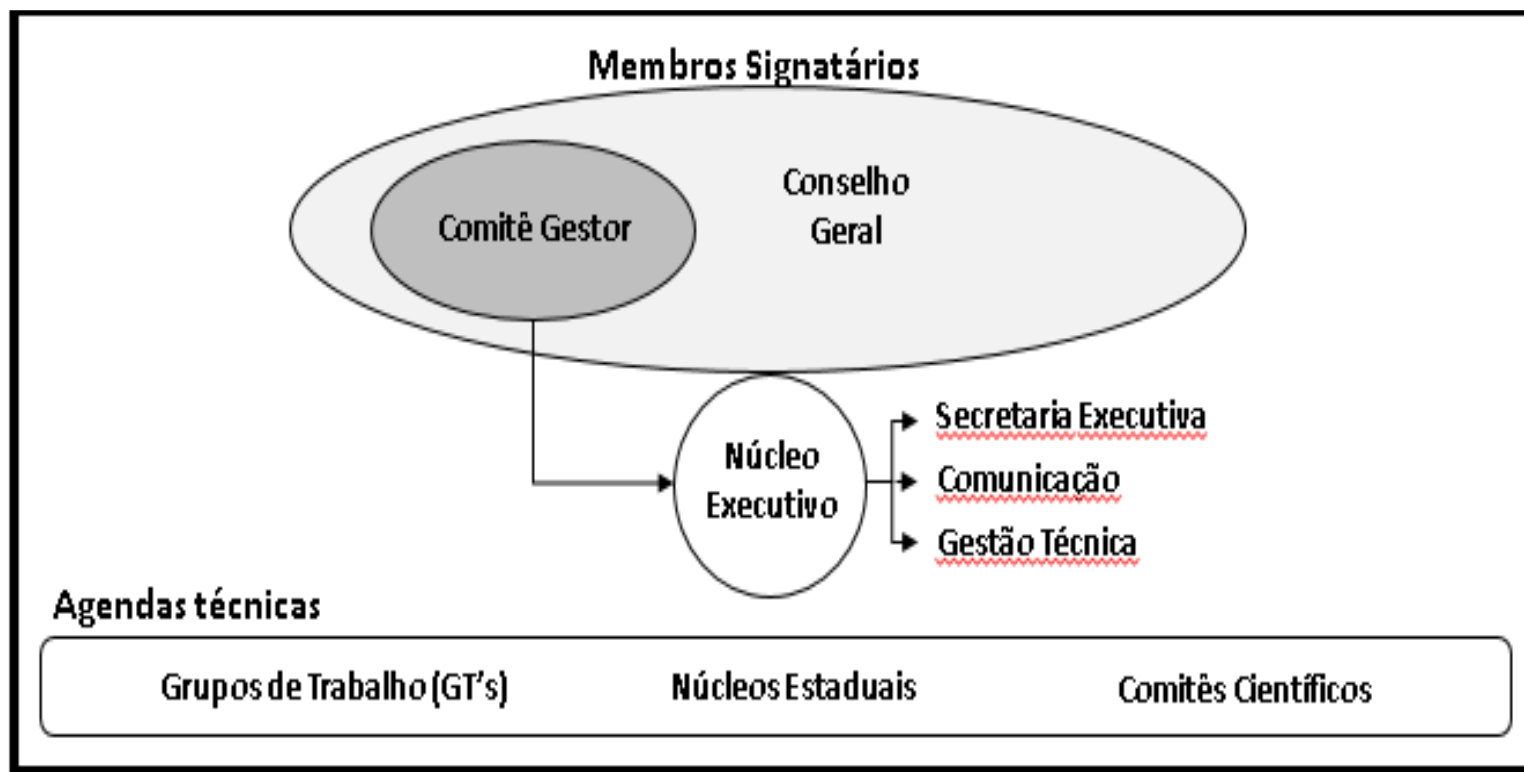 Membros Signatários
Comitê Gestor
Conselho
Geral
Núcleo
Executivo
Secretaria Executiva
Comunicação
Gestão Técnica
Agendas técnicas
Grupos de Trabalho (GT’s)
Núcleos Estaduais
Comitês Científicos